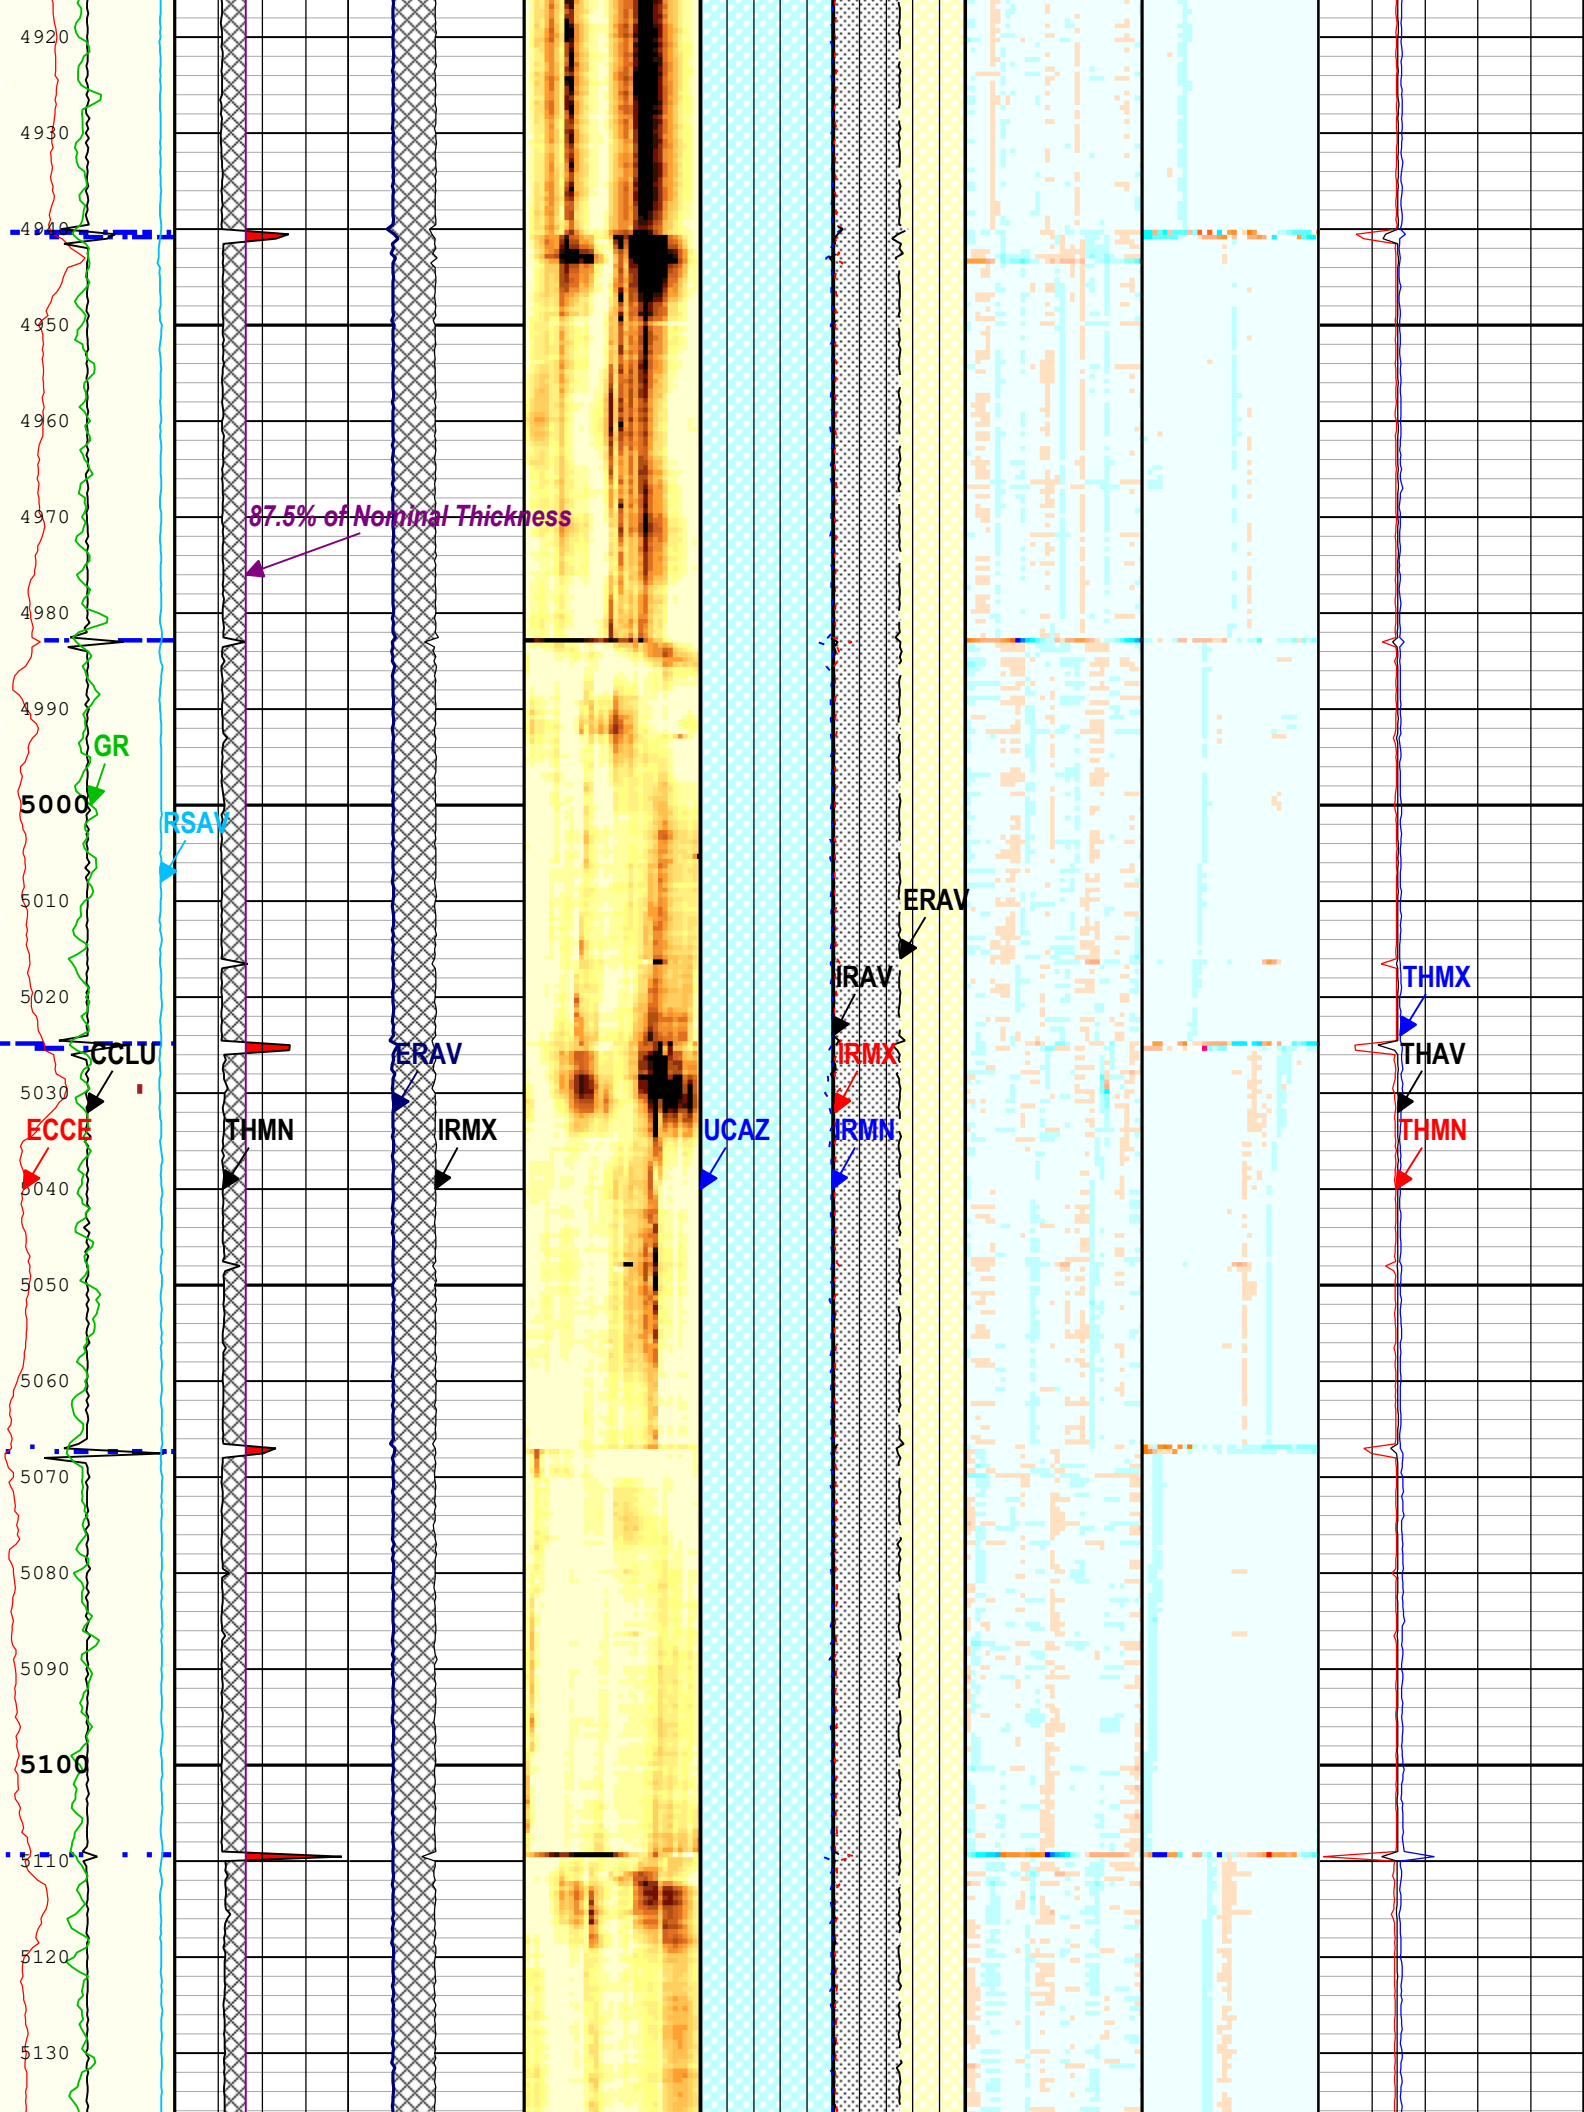 4920
4930
4940
4950
4960
87.5% of Nominal Thickness
4970
4980
4990
GR
5000
RSAV
5010
ERAV
IRAV
THMX
5020
CCLU
ERAV
IRMX
THAV
5030
ECCE
THMN
IRMX
UCAZ
IRMN
THMN
5040
5050
5060
5070
5080
5090
5100
5110
5120
5130